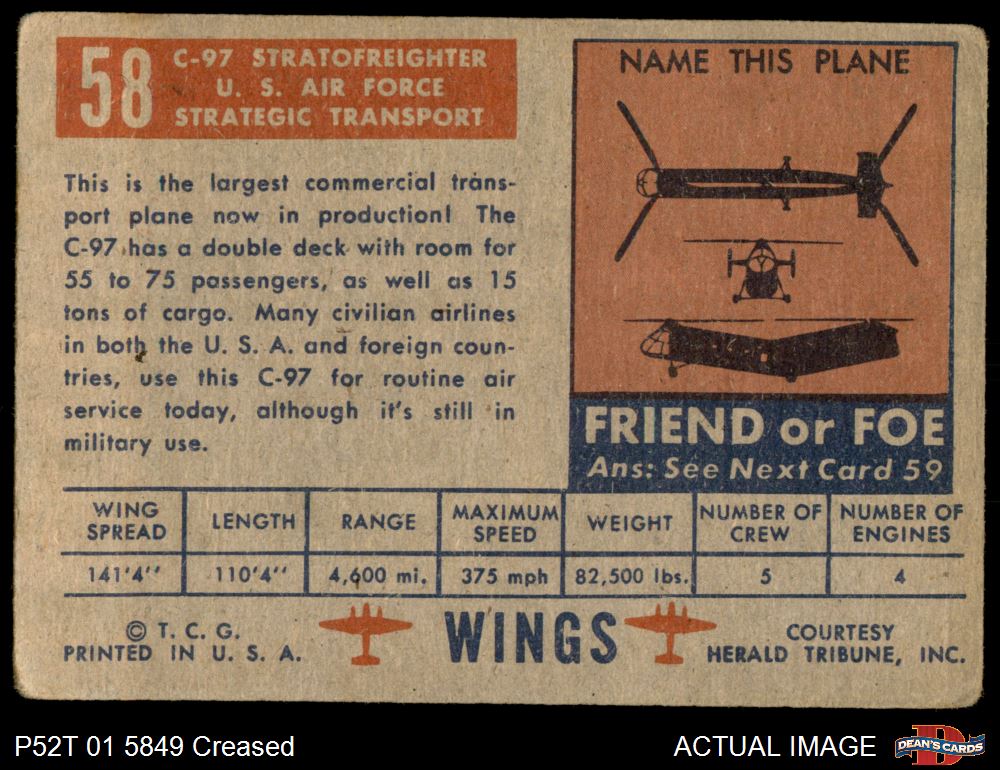 58
C-97 STRATOFREIGHTER
U. S. AIR FORCE
STRATEGIC TRANSPORT
This is the largest commercial trans-
port plane now in production! The
C-97 has a double deck with room for
55 to 75 passengers, as well as 15
tons of cargo. Many civilian airlines
in both the U. S. A. and foreign coun-
tries, use this C-97 for routine air
service today, although it's still in
military use.
NAME THIS PLANE
FRIEND or FOE
Ans: See Next Card 59
WING SPREAD LENGTH RANGE MAXIMUM SPEED WEIGHT NUMBER OF CREW NUMBER OF ENGINES
141'4'' 110'4'' 4,600 mi. 375 mph 82,500 lbs. 5 4
© T. C. G.
PRINTED IN U. S. A.
WINGS
COURTESY
HERALD TRIBUNE, INC.
P52T 01 5849 Creased
ACTUAL IMAGE
D
DEAN'S CARDS